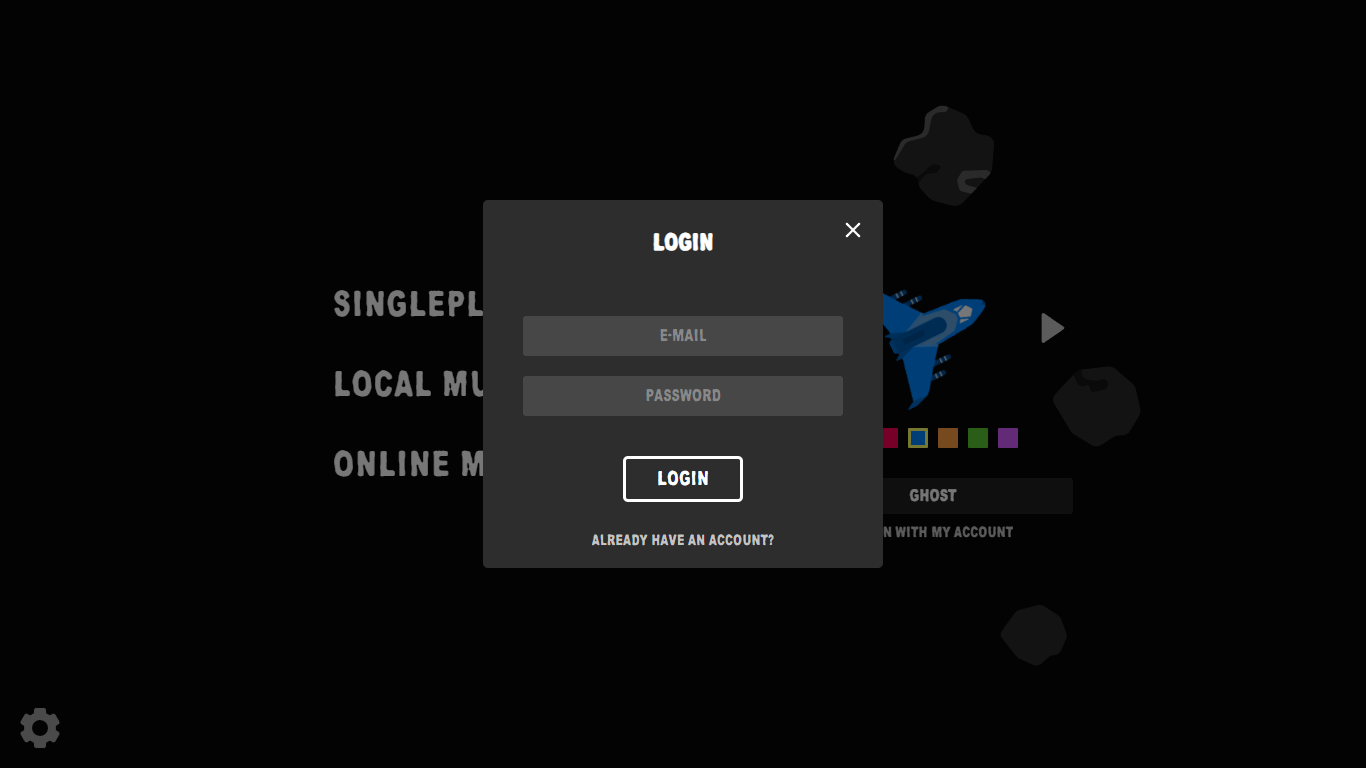 LOGIN
SINGLEPL
E-MAIL
LOCAL MU
PASSWORD
ONLINE M
LOGIN
GHOST
N WITH MY ACCOUNT
ALREADY HAVE AN ACCOUNT?